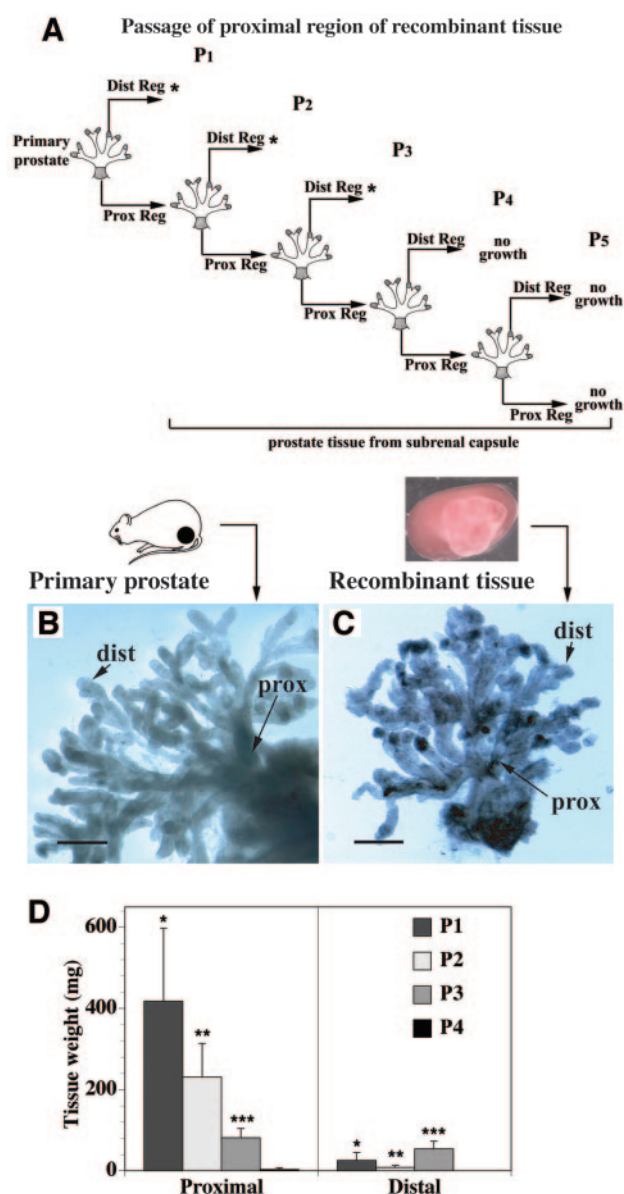 A
Passage of proximal region of recombinant tissue
P1
Dist Reg *
Primary
prostate
Prox Reg
P2
Dist Reg *
Prox Reg
P3
Dist Reg *
Prox Reg
P4
Dist Reg
no
growth
Prox Reg
P5
Dist Reg
no
growth
Prox Reg
no
growth
prostate tissue from subrenal capsule
Primary prostate
Recombinant tissue
B
dist
prox
C
dist
prox
D
Tissue weight (mg)
600
400
200
0
*
**
***
*
**
***
P1
P2
P3
P4
Proximal
Distal